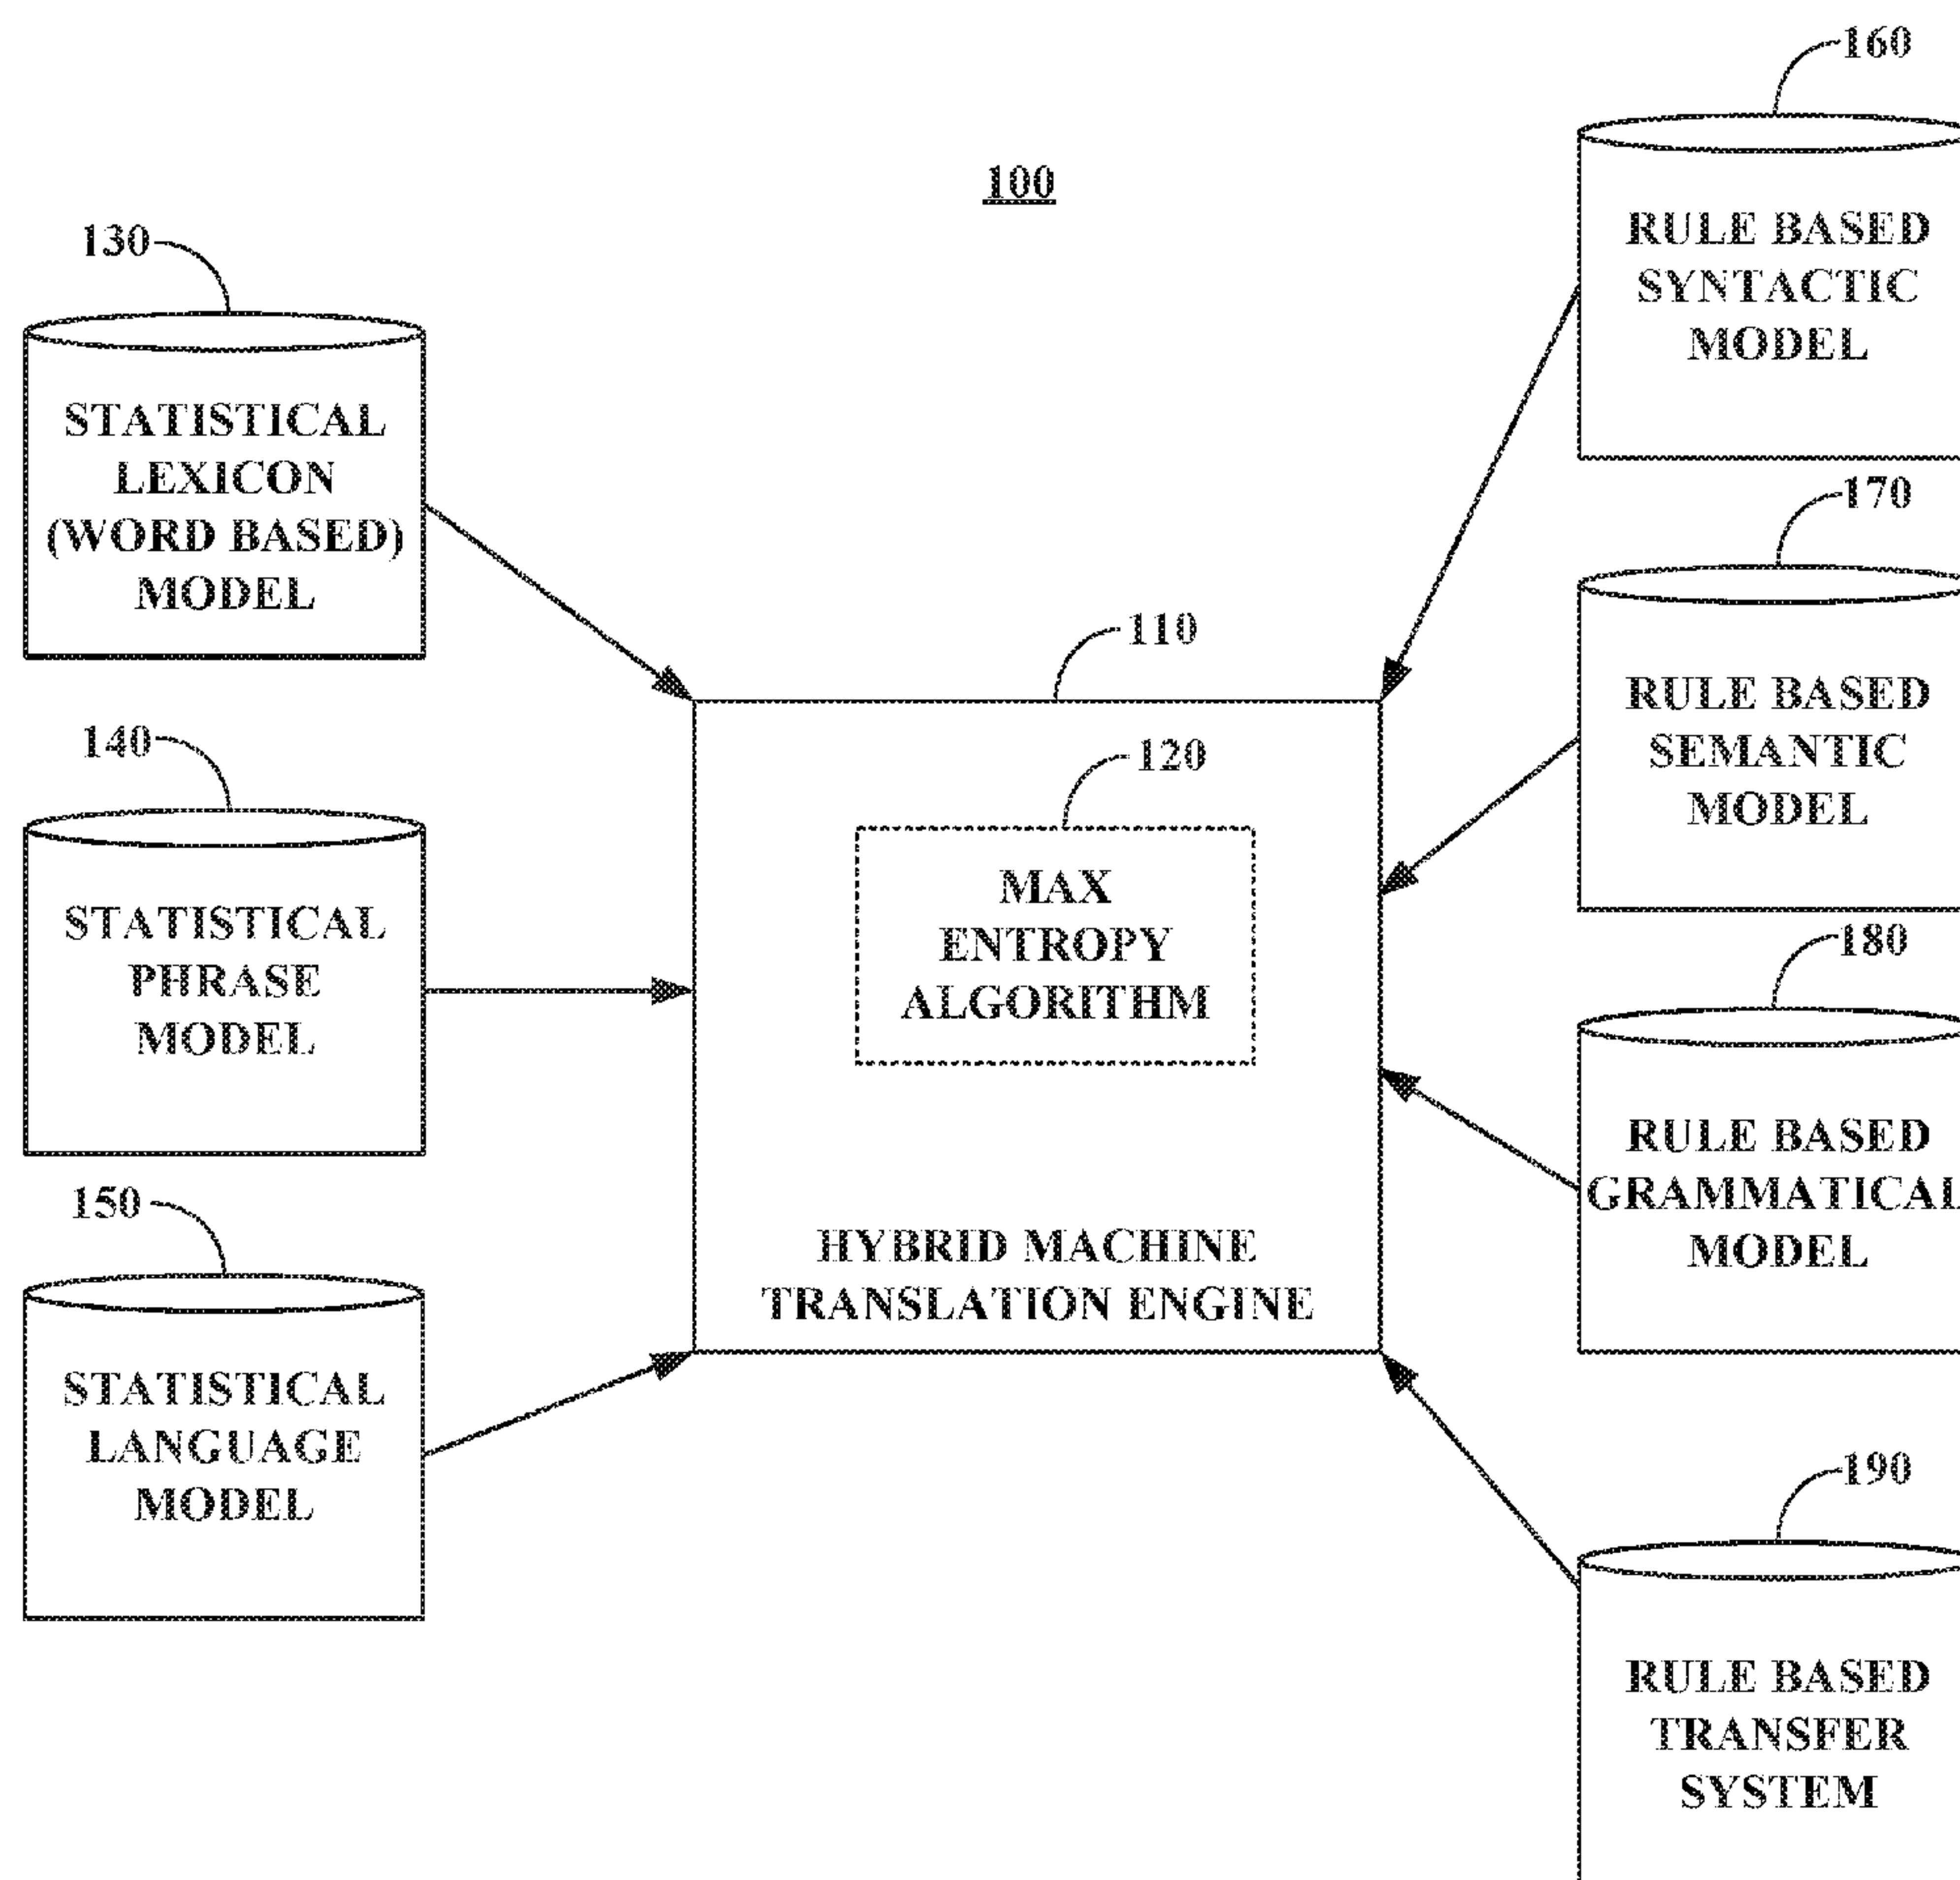 100
130
STATISTICAL
LEXICON
(WORD BASED)
MODEL
140
STATISTICAL
PHRASE
MODEL
150
STATISTICAL
LANGUAGE
MODEL
110
120
MAX
ENTROPY
ALGORITHM
HYBRID MACHINE
TRANSLATION ENGINE
160
RULE BASED
SYNTACTIC
MODEL
170
RULE BASED
SEMANTIC
MODEL
180
RULE BASED
GRAMMATICAL
MODEL
190
RULE BASED
TRANSFER
SYSTEM